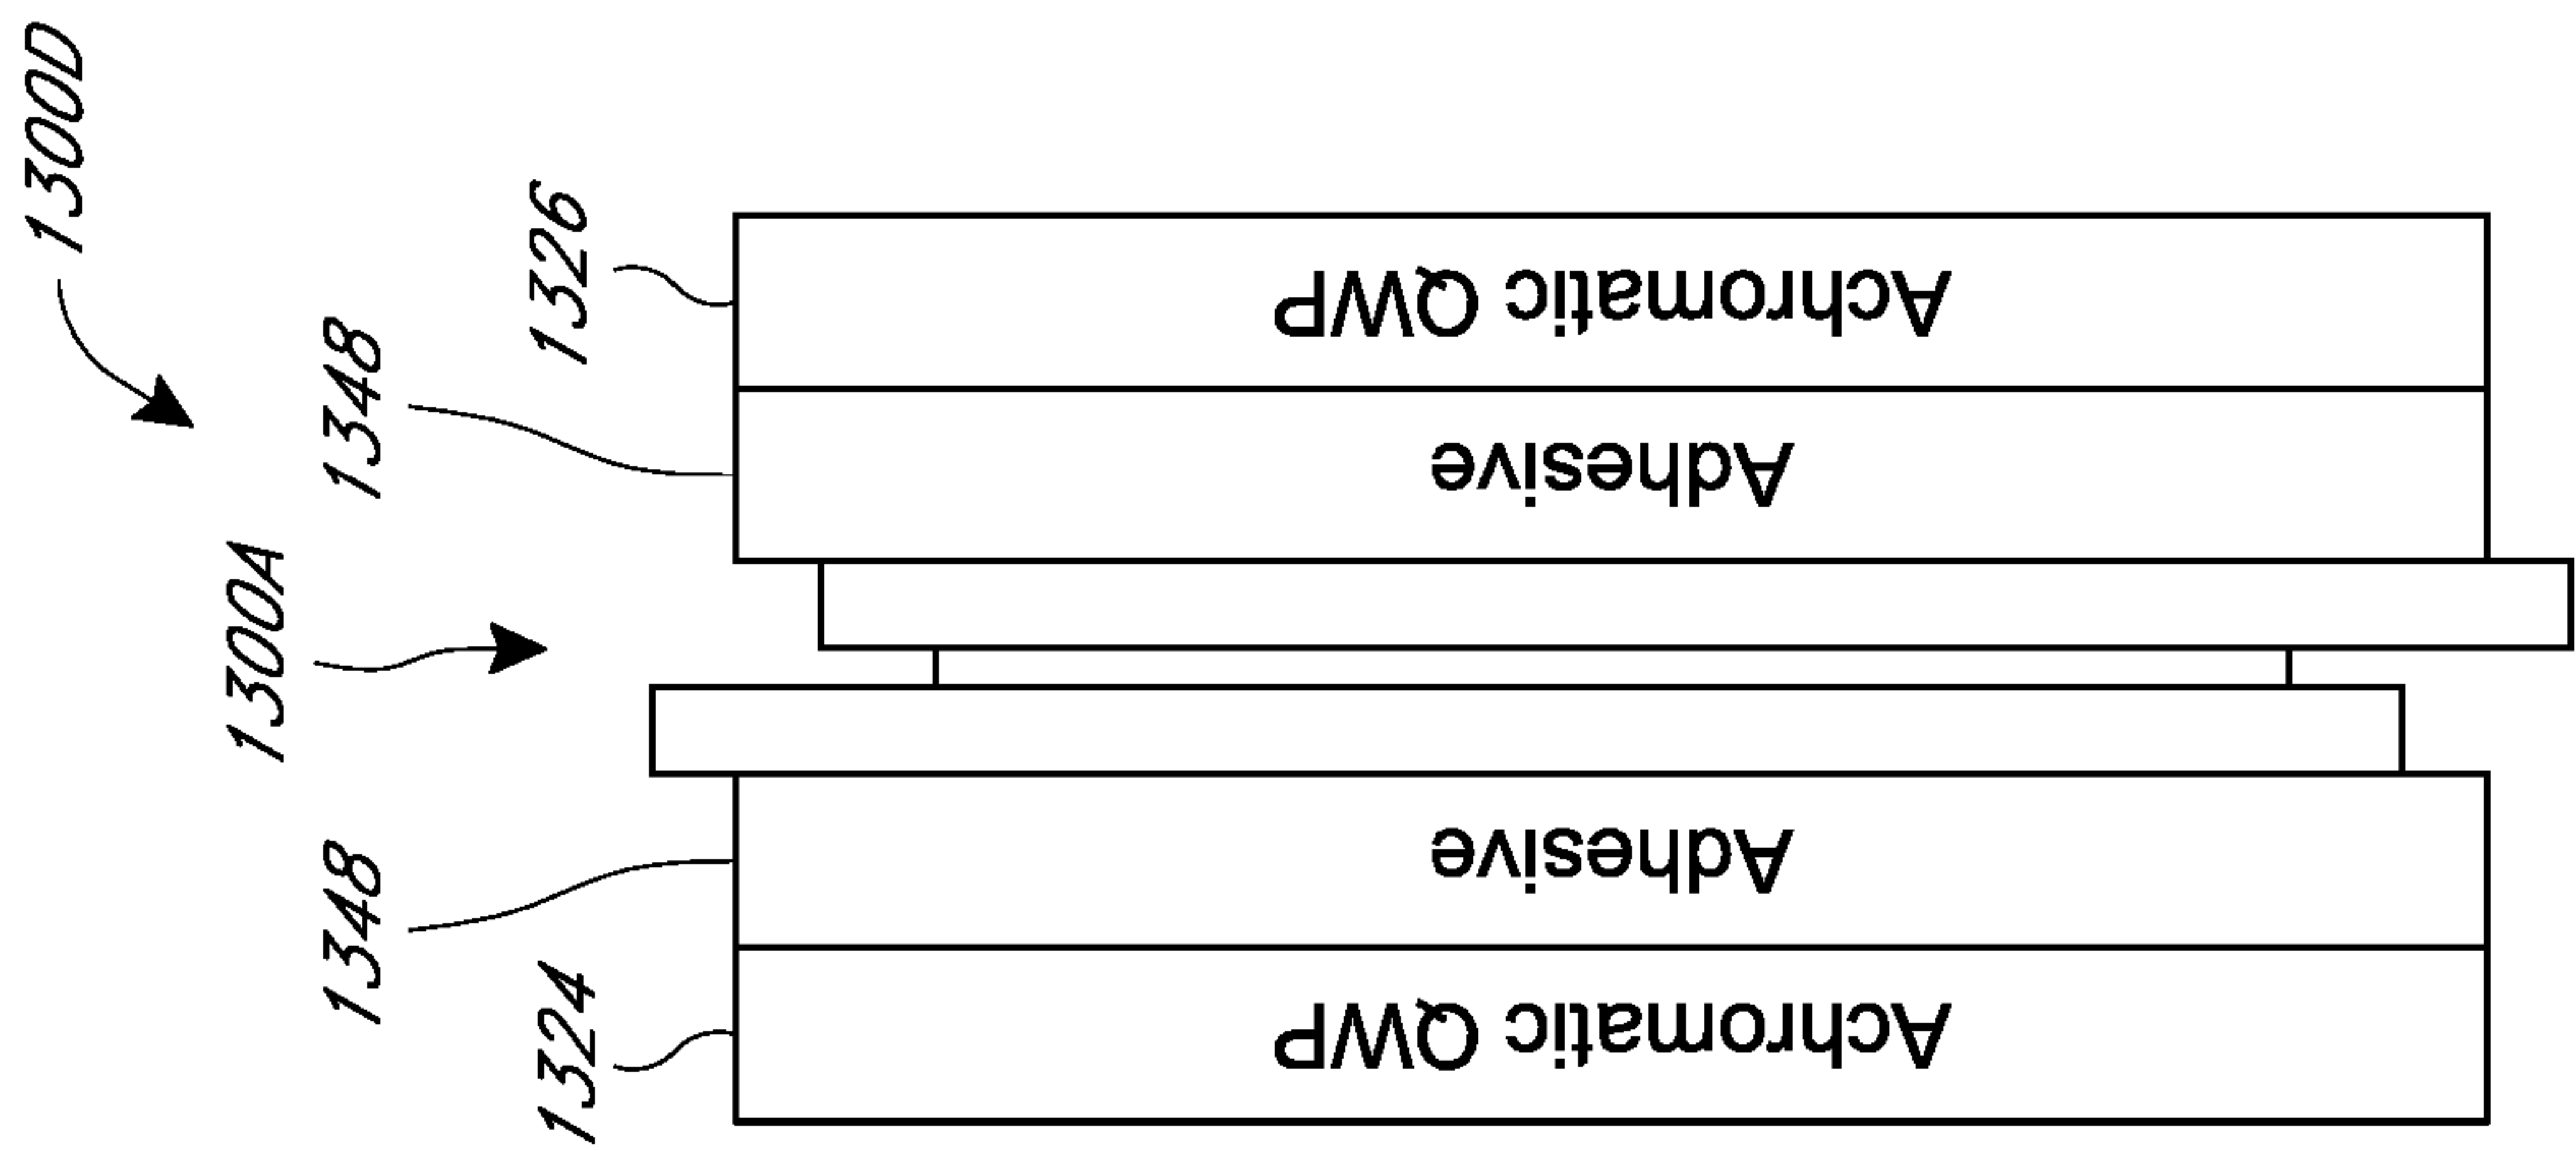 1300D
1326
1348
1300A
1348
1324
Achromatic QWP
Adhesive
Adhesive
Achromatic QWP